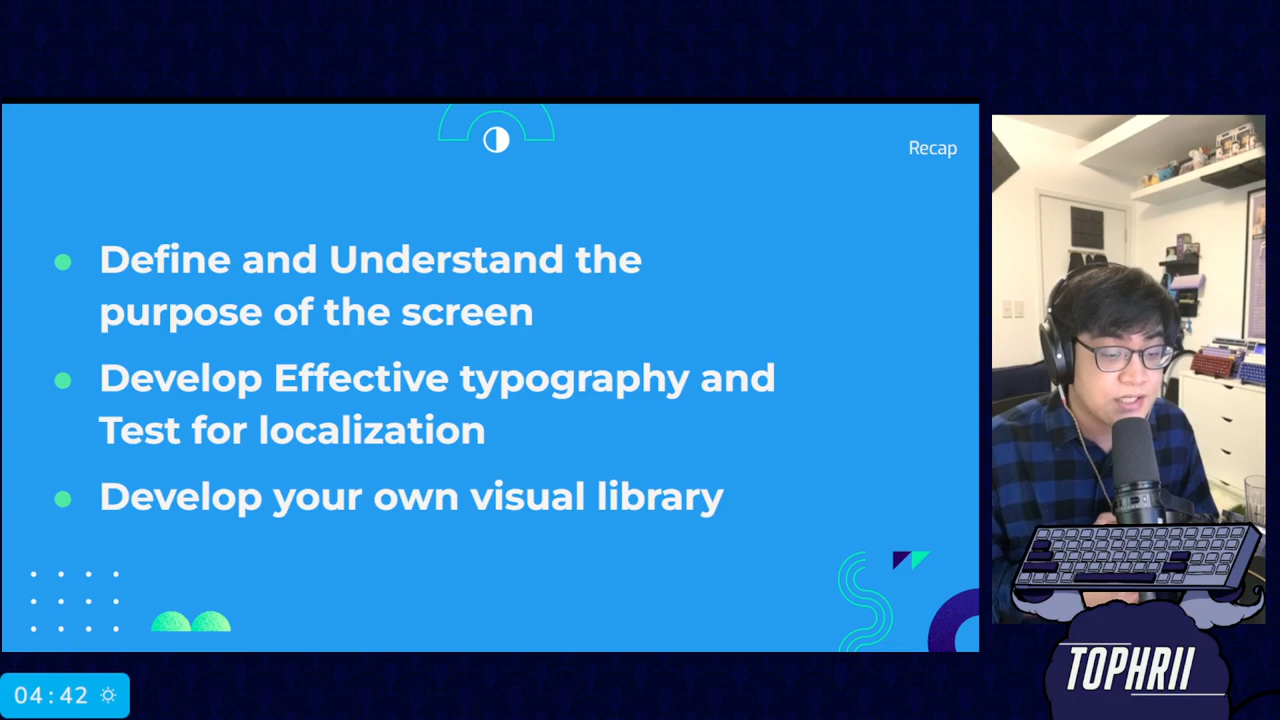 Recap
Define and Understand the
purpose of the screen
Develop Effective typography and
Test for localization
Develop your own visual library
04:42
TOPHRII